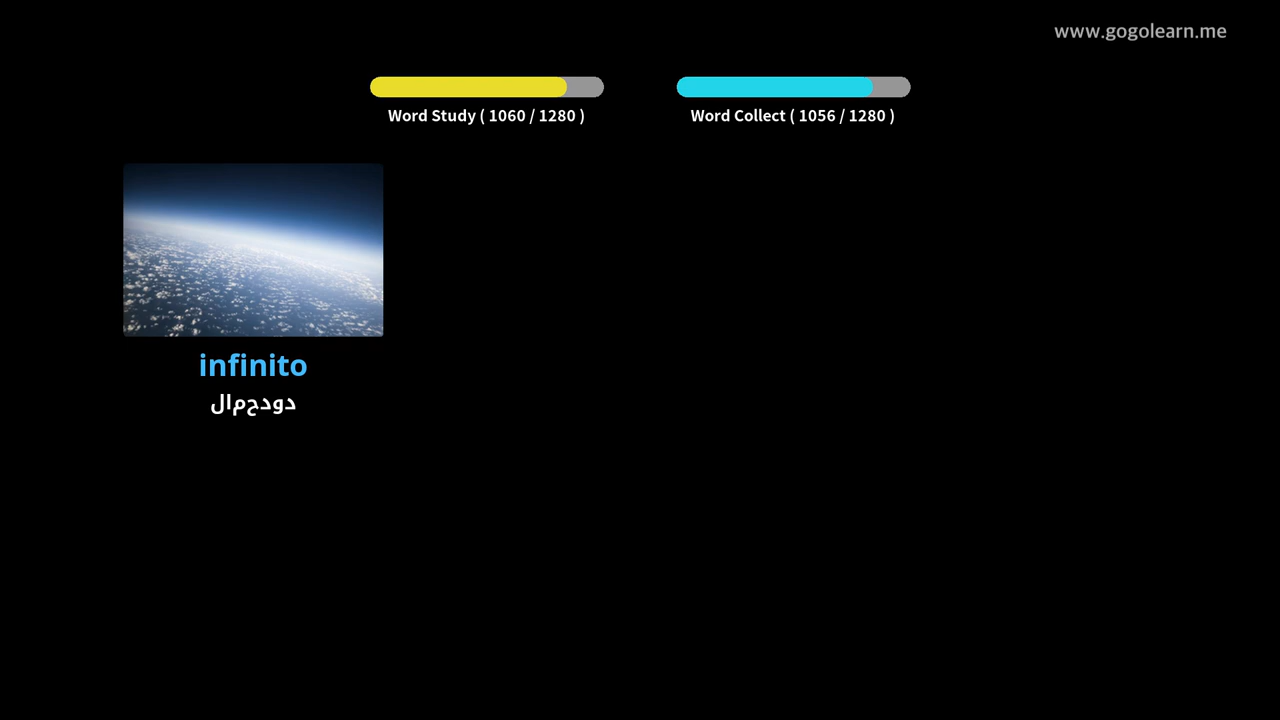 www.gogolearn.me
Word Study ( 1060 / 1280 )
Word Collect ( 1056 / 1280 )
infinito
دودحمال